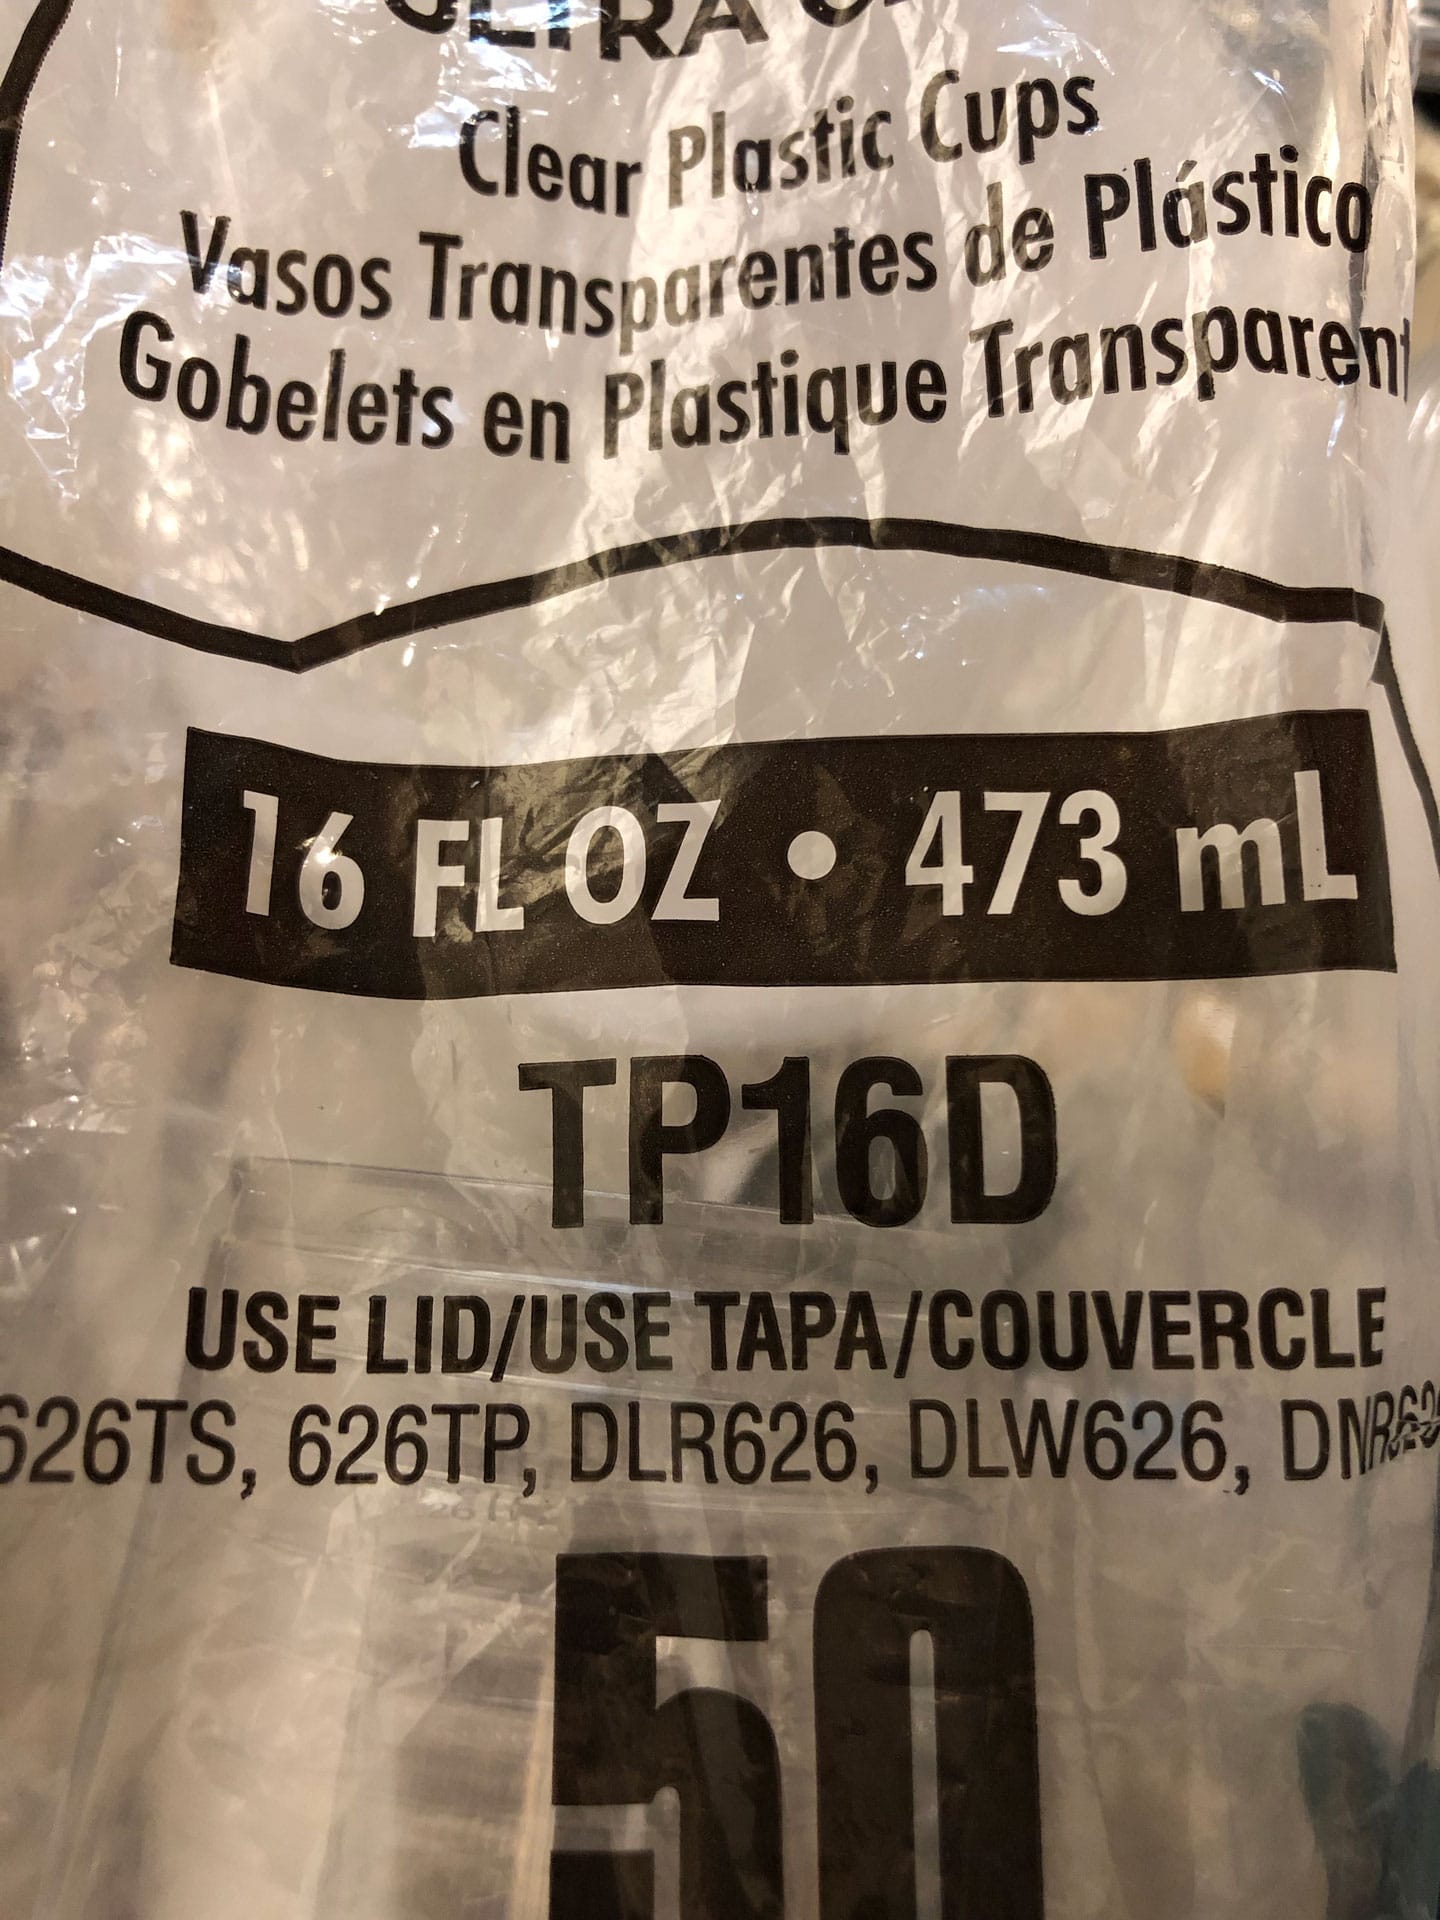 ULTRA
Clear Plastic Cups
Vasos Transparentes de Plástico
Gobelets en Plastique Transparent
16 FL OZ • 473 mL
TP16D
USE LID/USE TAPA/COUVERCLE
626TS, 626TP, DLR626, DLW626,
50